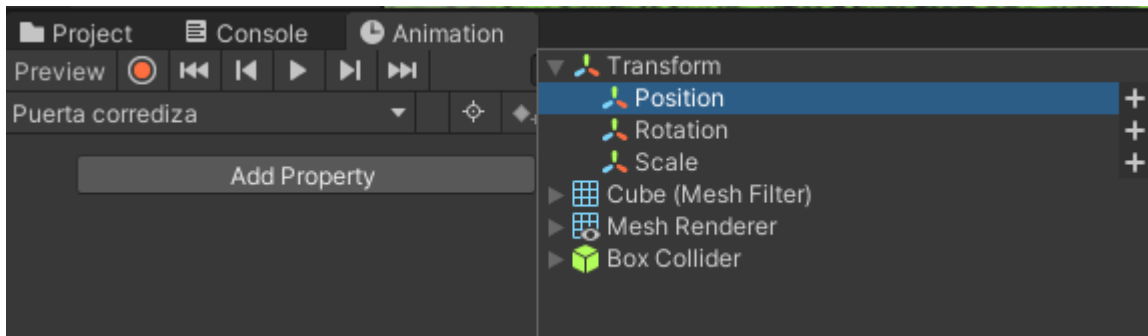 Project Console Animation
Preview
Puerta corrediza
Add Property
Transform
Position
Rotation
Scale
Cube (Mesh Filter)
Mesh Renderer
Box Collider